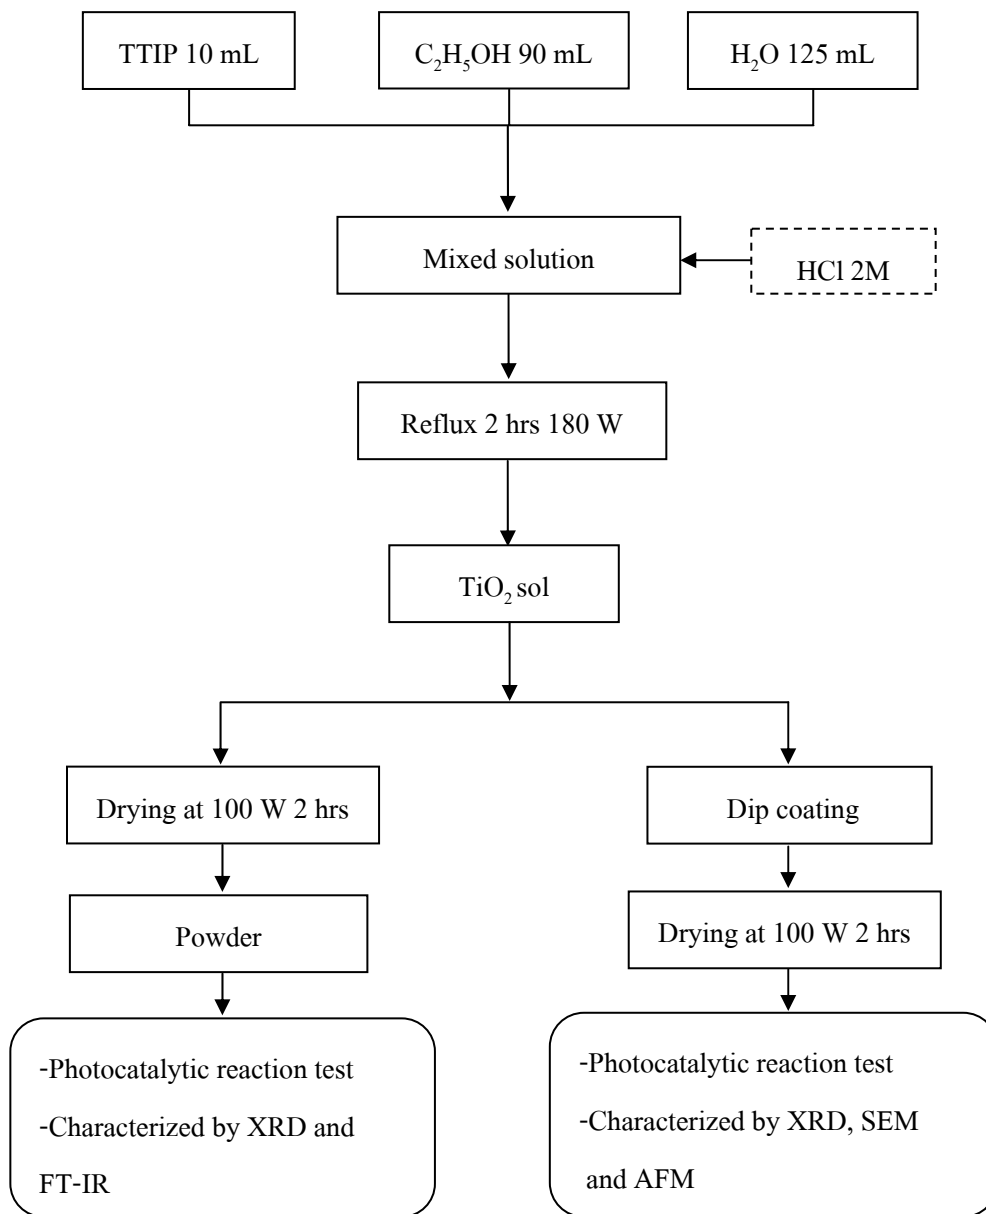 TTIP 10 mL
C₂H₅OH 90 mL
H₂O 125 mL
Mixed solution
HCl 2M
Reflux 2 hrs 180 W
TiO₂ sol
Drying at 100 W 2 hrs
Dip coating
Powder
Drying at 100 W 2 hrs
-Photocatalytic reaction test
-Characterized by XRD and
FT-IR
-Photocatalytic reaction test
-Characterized by XRD, SEM
and AFM